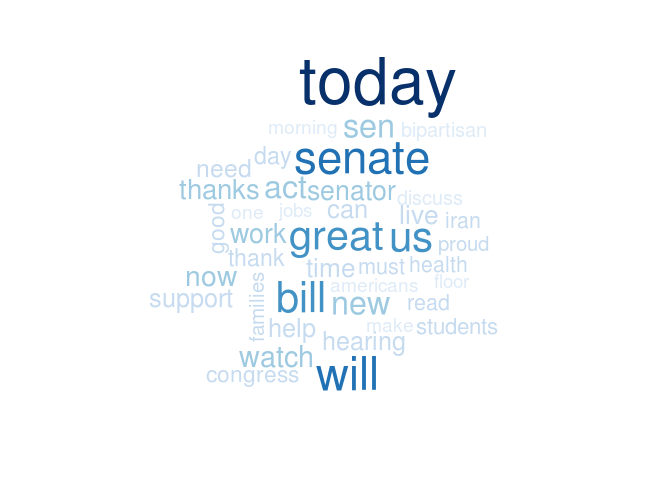 today
morning sen bipartisan
day senate
need
thanks act senator discuss
good one jobs can live iran
work great us proud
thank time must health
now families americans floor
support bill new read
help make students
hearing
watch
congress will